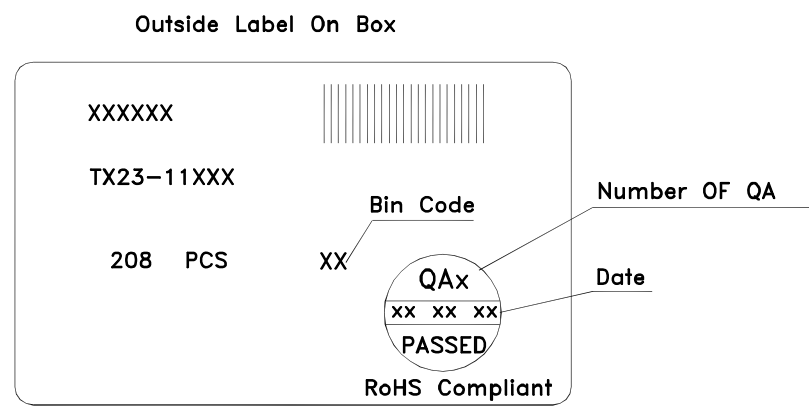 Outside Label On Box
XXXXXX
TX23-11XXX
Bin Code
Number OF QA
208 PCS XX
QAx
Date
xx xx xx
PASSED
RoHS Compliant